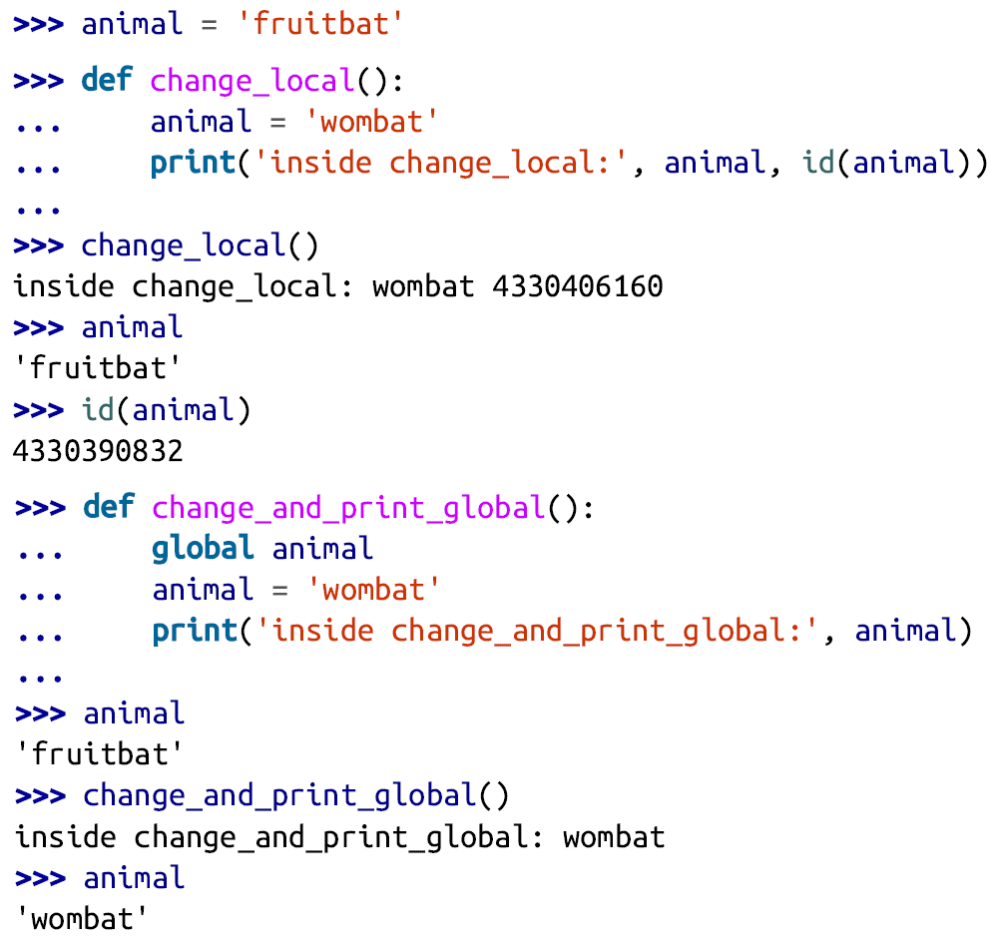 >>> animal = 'fruitbat'
>>> def change_local():
...     animal = 'wombat'
...     print('inside change_local:', animal, id(animal))
...
>>> change_local()
inside change_local: wombat 4330406160
>>> animal
'fruitbat'
>>> id(animal)
4330390832
>>> def change_and_print_global():
...     global animal
...     animal = 'wombat'
...     print('inside change_and_print_global:', animal)
...
>>> animal
'fruitbat'
>>> change_and_print_global()
inside change_and_print_global: wombat
>>> animal
'wombat'